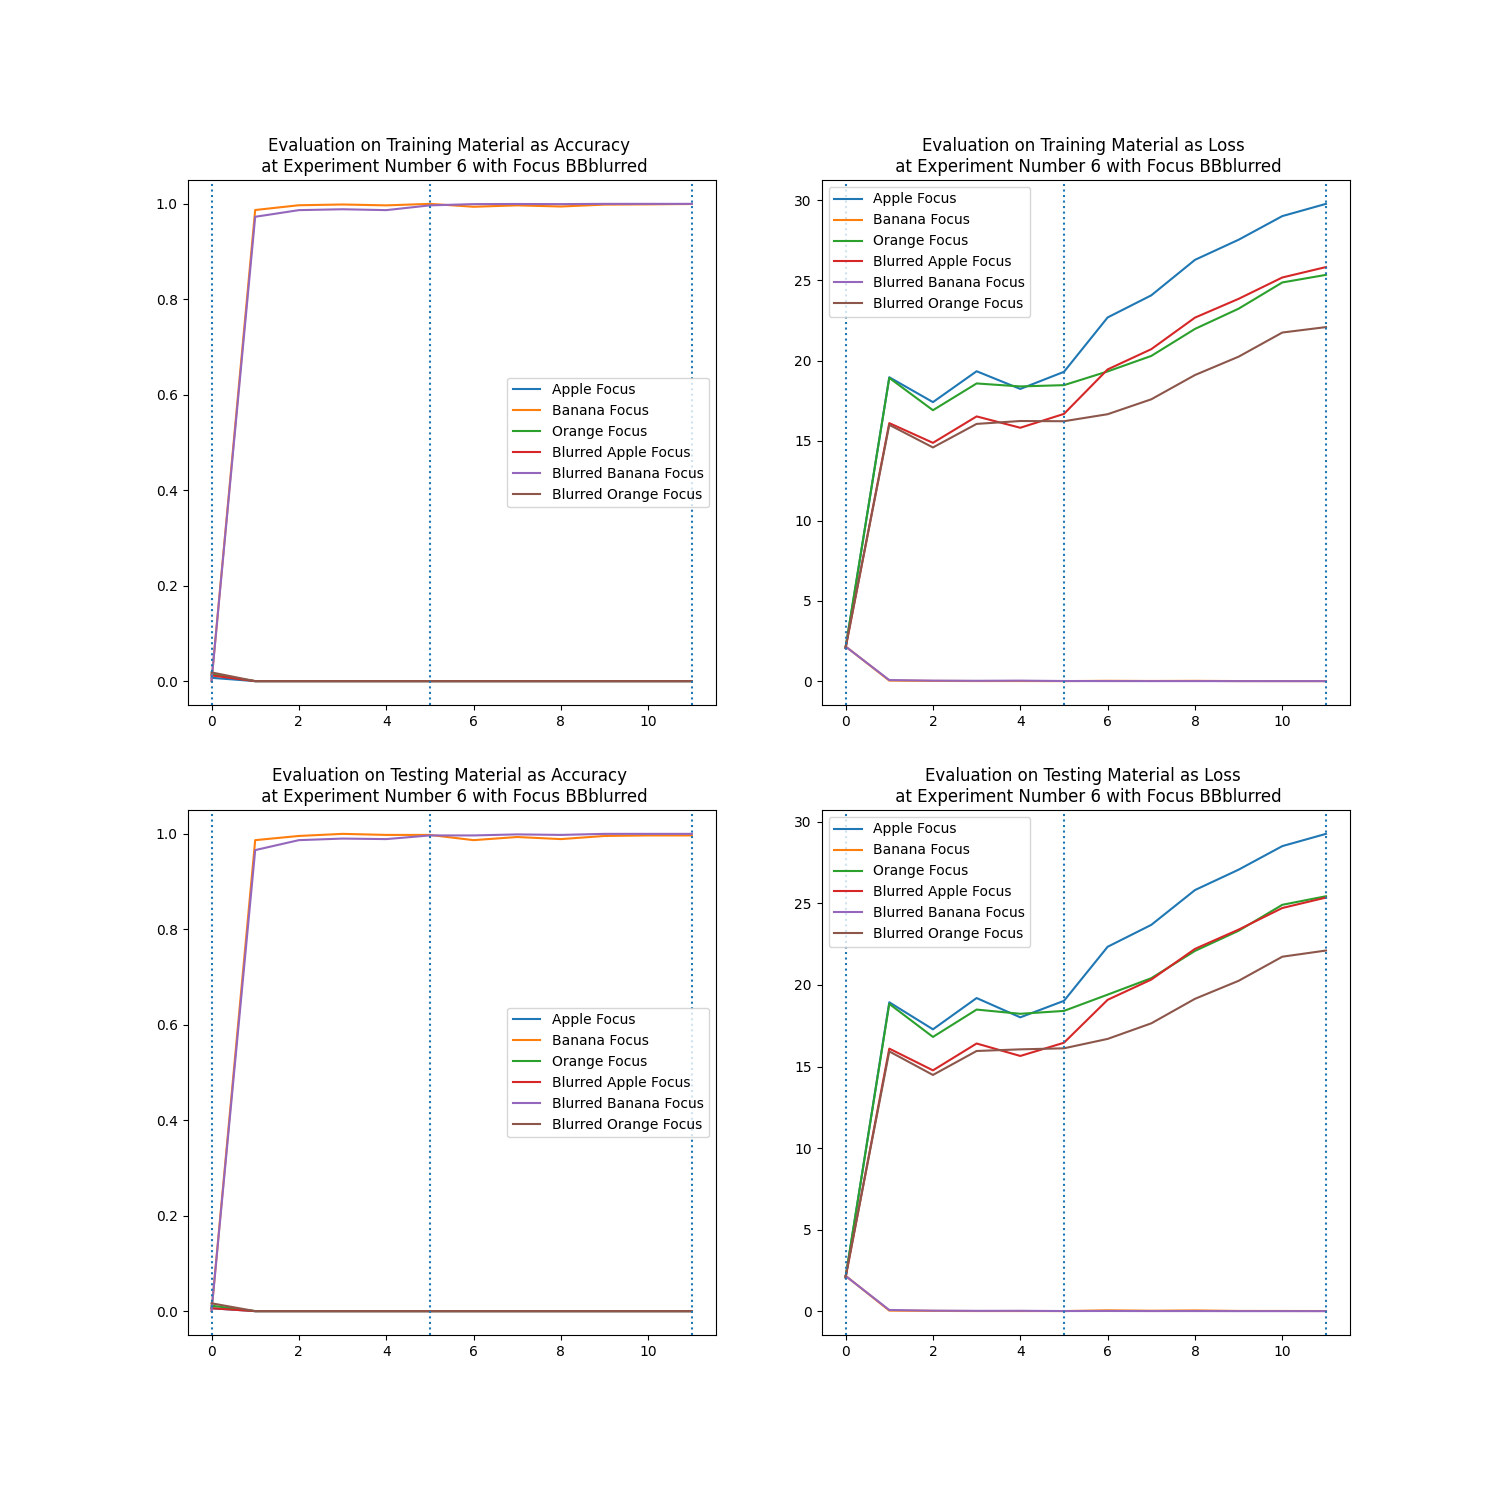 Evaluation on Training Material as Accuracy
at Experiment Number 6 with Focus BBblurred
1.0
0.8
0.6
0.4
0.2
0.0
Apple Focus
Banana Focus
Orange Focus
Blurred Apple Focus
Blurred Banana Focus
Blurred Orange Focus
0 2 4 6 8 10
Evaluation on Training Material as Loss
at Experiment Number 6 with Focus BBblurred
30
25
20
15
10
5
0
Apple Focus
Banana Focus
Orange Focus
Blurred Apple Focus
Blurred Banana Focus
Blurred Orange Focus
0 2 4 6 8 10
Evaluation on Testing Material as Accuracy
at Experiment Number 6 with Focus BBblurred
1.0
0.8
0.6
0.4
0.2
0.0
Apple Focus
Banana Focus
Orange Focus
Blurred Apple Focus
Blurred Banana Focus
Blurred Orange Focus
0 2 4 6 8 10
Evaluation on Testing Material as Loss
at Experiment Number 6 with Focus BBblurred
30
25
20
15
10
5
0
Apple Focus
Banana Focus
Orange Focus
Blurred Apple Focus
Blurred Banana Focus
Blurred Orange Focus
0 2 4 6 8 10